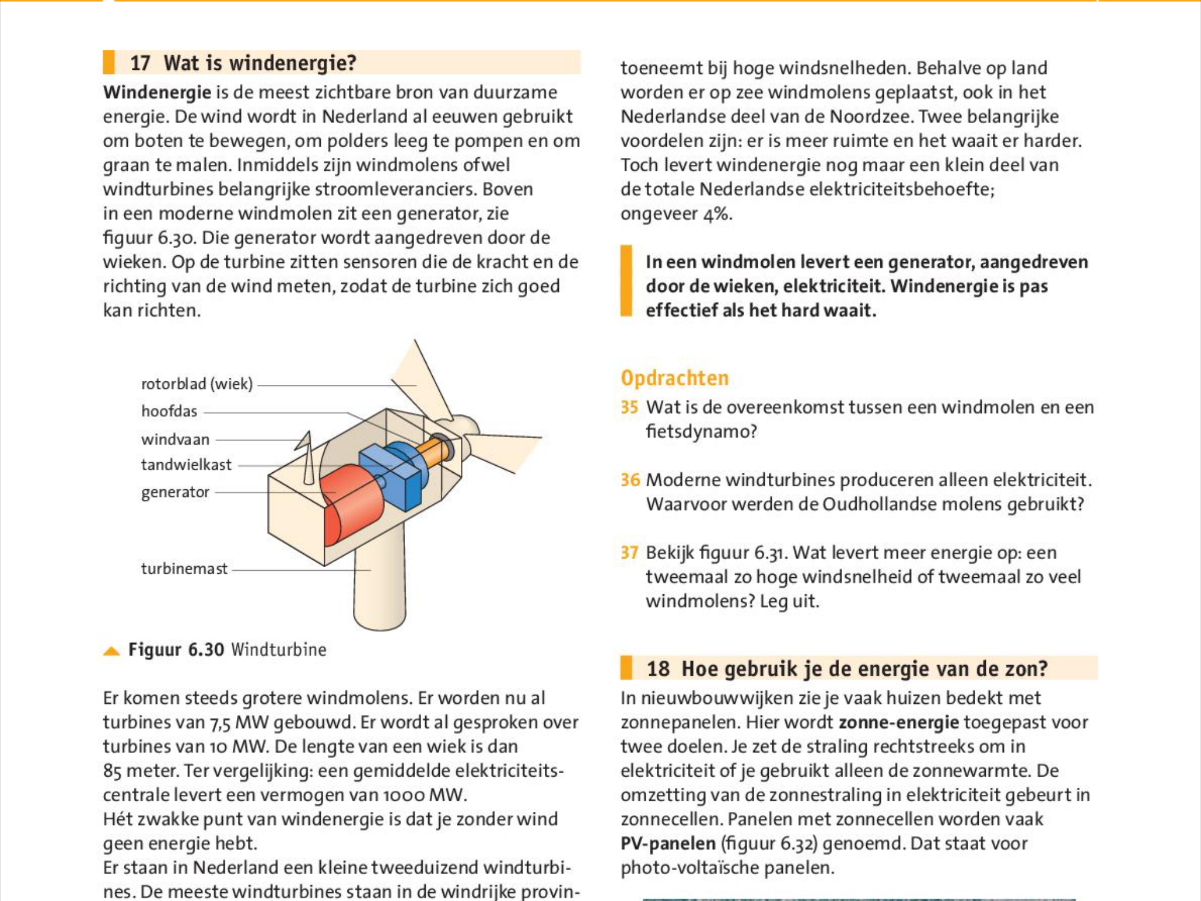 17 Wat is windenergie?
Windenergie is de meest zichtbare bron van duurzame
energie. De wind wordt in Nederland al eeuwen gebruikt
om boten te bewegen, om polders leeg te pompen en om
graan te malen. Inmiddels zijn windmolens ofwel
windturbines belangrijke stroomleveranciers. Boven
in een moderne windmolen zit een generator, zie
figuur 6.30. Die generator wordt aangedreven door de
wieken. Op de turbine zitten sensoren die de kracht en de
richting van de wind meten, zodat de turbine zich goed
kan richten.
rotorblad (wiek)
hoofdas
windvaan
tandwielkast
generator
turbinemast
Figuur 6.30 Windturbine
Er komen steeds grotere windmolens. Er worden nu al
turbines van 7,5 MW gebouwd. Er wordt al gesproken over
turbines van 10 MW. De lengte van een wiek is dan
85 meter. Ter vergelijking: een gemiddelde elektriciteits-
centrale levert een vermogen van 1000 MW.
Hét zwakke punt van windenergie is dat je zonder wind
geen energie hebt.
Er staan in Nederland een kleine tweeduizend windturbi-
nes. De meeste windturbines staan in de windrijke provin-
toeneemt bij hoge windsnelheden. Behalve op land
worden er op zee windmolens geplaatst, ook in het
Nederlandse deel van de Noordzee. Twee belangrijke
voordelen zijn: er is meer ruimte en het waait er harder.
Toch levert windenergie nog maar een klein deel van
de totale Nederlandse elektriciteitsbehoefte;
ongeveer 4%.
In een windmolen levert een generator, aangedreven
door de wieken, elektriciteit. Windenergie is pas
effectief als het hard waait.
Opdrachten
35 Wat is de overeenkomst tussen een windmolen en een
fietsdynamo?
36 Moderne windturbines produceren alleen elektriciteit.
Waarvoor werden de Oudhollandse molens gebruikt?
37 Bekijk figuur 6.31. Wat levert meer energie op: een
tweemaal zo hoge windsnelheid of tweemaal zo veel
windmolens? Leg uit.
18 Hoe gebruik je de energie van de zon?
In nieuwbouwwijken zie je vaak huizen bedekt met
zonnepanelen. Hier wordt zonne-energie toegepast voor
twee doelen. Je zet de straling rechtstreeks om in
elektriciteit of je gebruikt alleen de zonnewarmte. De
omzetting van de zonnestraling in elektriciteit gebeurt in
zonnecellen. Panelen met zonnecellen worden vaak
PV-panelen (figuur 6.32) genoemd. Dat staat voor
photo-voltaïsche panelen.